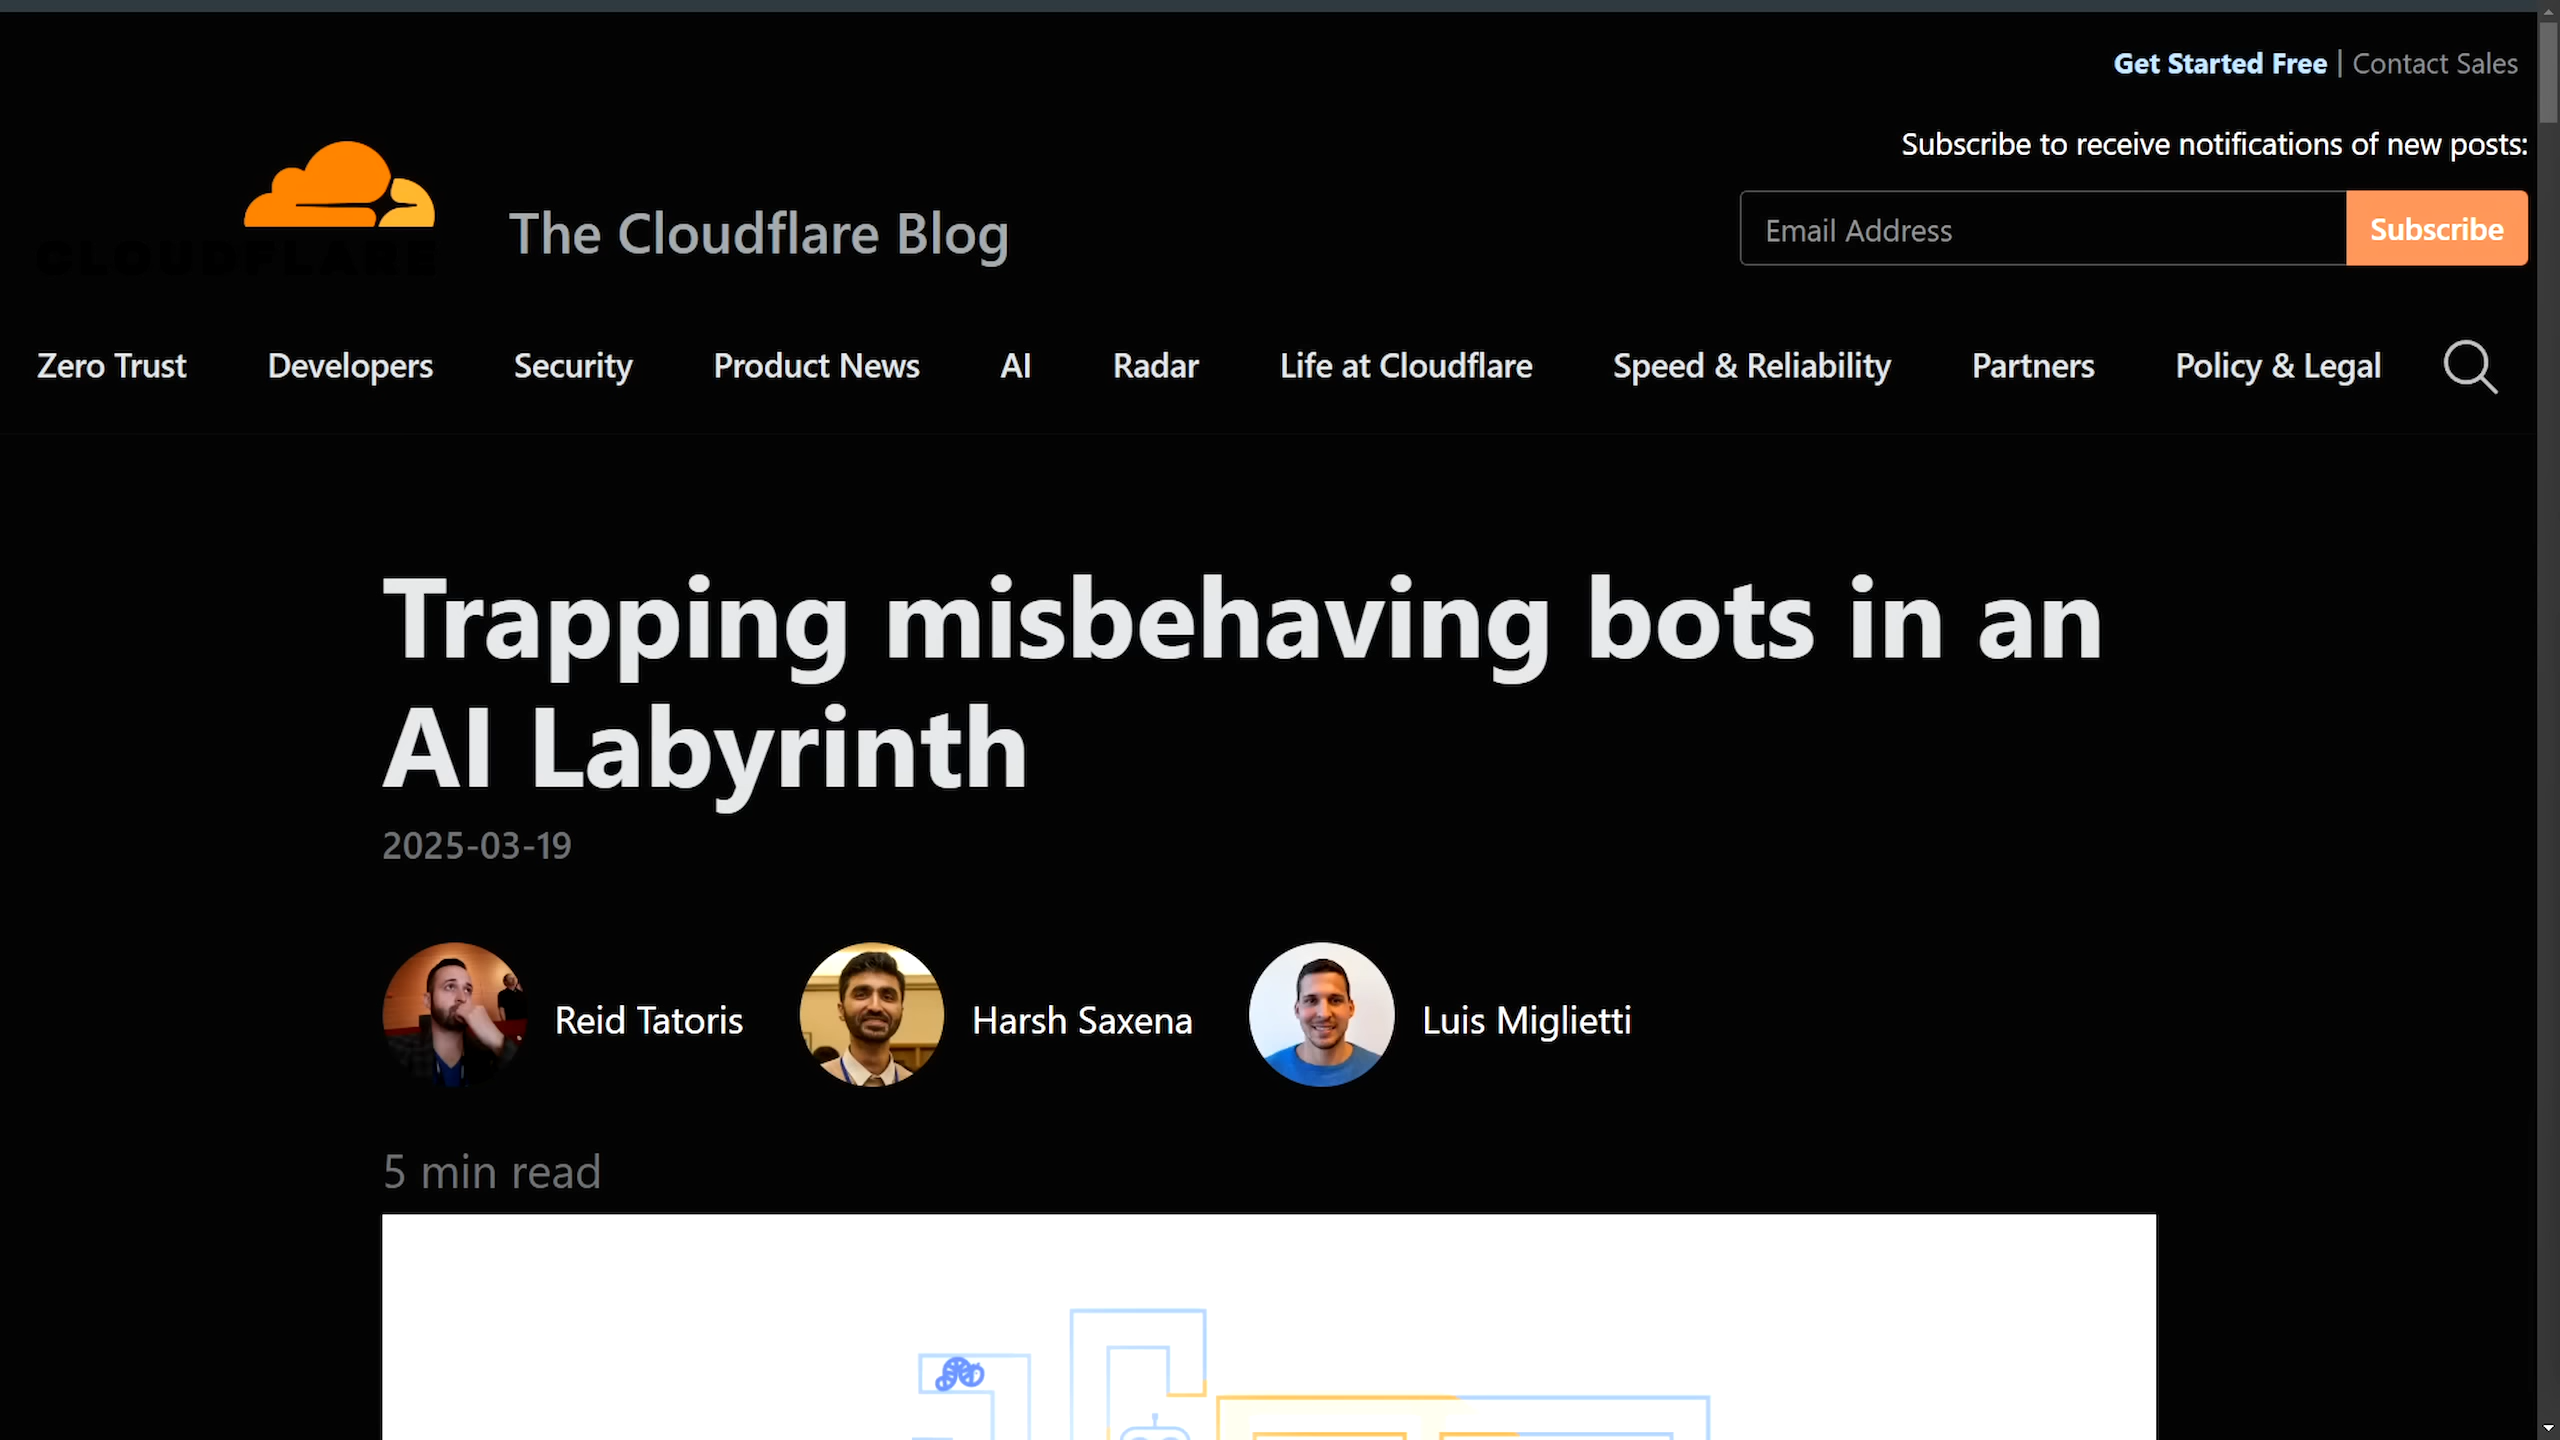 Get Started Free | Contact Sales
Subscribe to receive notifications of new posts:
CLOUDFLARE
The Cloudflare Blog
Email Address
Subscribe
Zero Trust Developers Security Product News AI Radar Life at Cloudflare Speed & Reliability Partners Policy & Legal
Trapping misbehaving bots in an
AI Labyrinth
2025-03-19
Reid Tatoris Harsh Saxena Luis Miglietti
5 min read